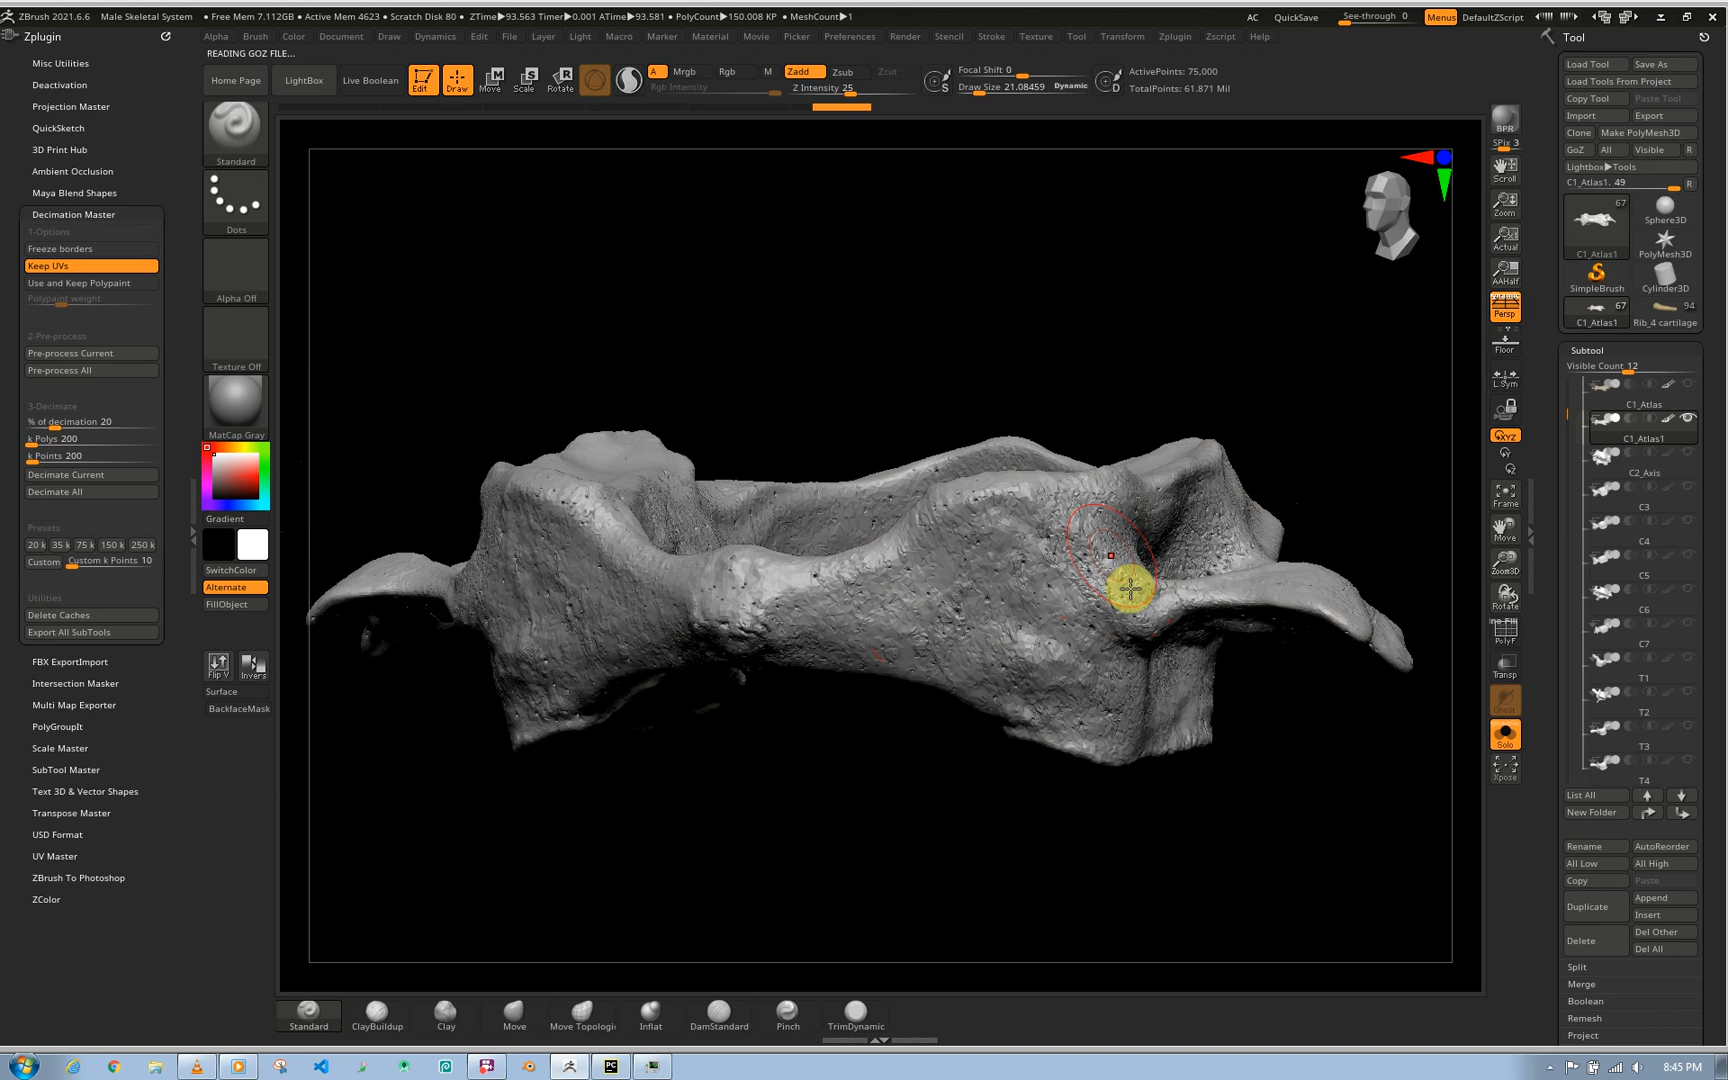 ZBrush 2021.6.6 Male Skeletal System • Free Mem 7.112GB • Active Mem 4623 • Scratch Disk 80 • ZTime▶93.563 Timer▶0.001 ATime▶93.581 • PolyCount▶150.008 KP • MeshCount▶1 AC QuickSave See-through 0 Menus DefaultZScript
Zplugin Alpha Brush Color Document Draw Dynamics Edit File Layer Light Macro Marker Material Movie Picker Preferences Render Stencil Stroke Texture Tool Transform Zplugin Zscript Help Tool
READING GOZ FILE...
Misc Utilities
Deactivation
Projection Master
QuickSketch
3D Print Hub
Ambient Occlusion
Maya Blend Shapes
Decimation Master
1-Options
Freeze borders
Keep UVs
Use and Keep Polypaint
Polypaint weight
2-Pre-process
Pre-process Current
Pre-process All
3-Decimate
% of decimation 20
k Polys 200
k Points 200
Decimate Current
Decimate All
Presets
20 k 35 k 75 k 150 k 250 k
Custom Custom k Points 10
Utilities
Delete Caches
Export All SubTools
FBX ExportImport
Intersection Masker
Multi Map Exporter
PolyGroupIt
Scale Master
SubTool Master
Text 3D & Vector Shapes
Transpose Master
USD Format
UV Master
ZBrush To Photoshop
ZColor
Home Page LightBox Live Boolean Edit Draw Move Scale Rotate
A Mrgb Rgb M Zadd Zsub Zcut
Rgb Intensity Z Intensity 25
S Focal Shift 0
Draw Size 21.08459 Dynamic D
ActivePoints: 75,000
TotalPoints: 61.871 Mil
Standard
Dots
Alpha Off
Texture Off
MatCap Gray
Gradient
SwitchColor
Alternate
FillObject
Flip V Invers
Surface
BackfaceMask
BPR
SPix 3
Scroll
Zoom
Actual
AAHalf
Persp
Floor
L.Sym
XYZ
Frame
Move
Zoom3D
Rotate
PolyF
Transp
Ghost
Solo
Xpose
Load Tool Save As
Load Tools From Project
Copy Tool Paste Tool
Import Export
Clone Make PolyMesh3D
GoZ All Visible R
Lightbox▶Tools
C1_Atlas1. 49 R
67
C1_Atlas1 Sphere3D
PolyMesh3D
SimpleBrush Cylinder3D
67 94
C1_Atlas1 Rib_4 cartilage
Subtool
Visible Count 12
C1_Atlas
C1_Atlas1
C2_Axis
C3
C4
C5
C6
C7
T1
T2
T3
T4
List All
New Folder
Rename AutoReorder
All Low All High
Copy Paste
Duplicate Append
Insert
Delete Del Other
Del All
Split
Merge
Boolean
Remesh
Project
Standard ClayBuildup Clay Move Move Topologi Inflat DamStandard Pinch TrimDynamic
PC
8:45 PM